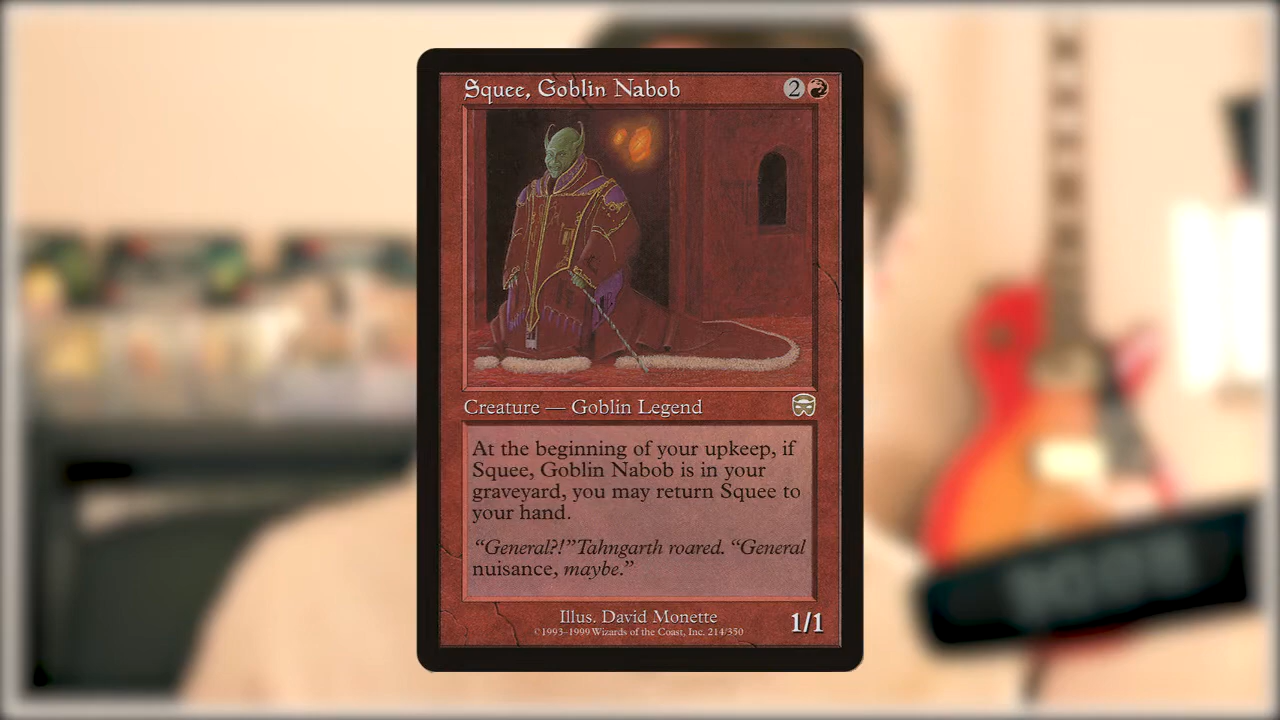 Squee, Goblin Nabob 2
Creature — Goblin Legend
At the beginning of your upkeep, if
Squee, Goblin Nabob is in your
graveyard, you may return Squee to
your hand.
“General?!” Tahngarth roared. “General
nuisance, maybe.”
Illus. David Monette
©1993–1999 Wizards of the Coast, Inc. 214/350
1/1